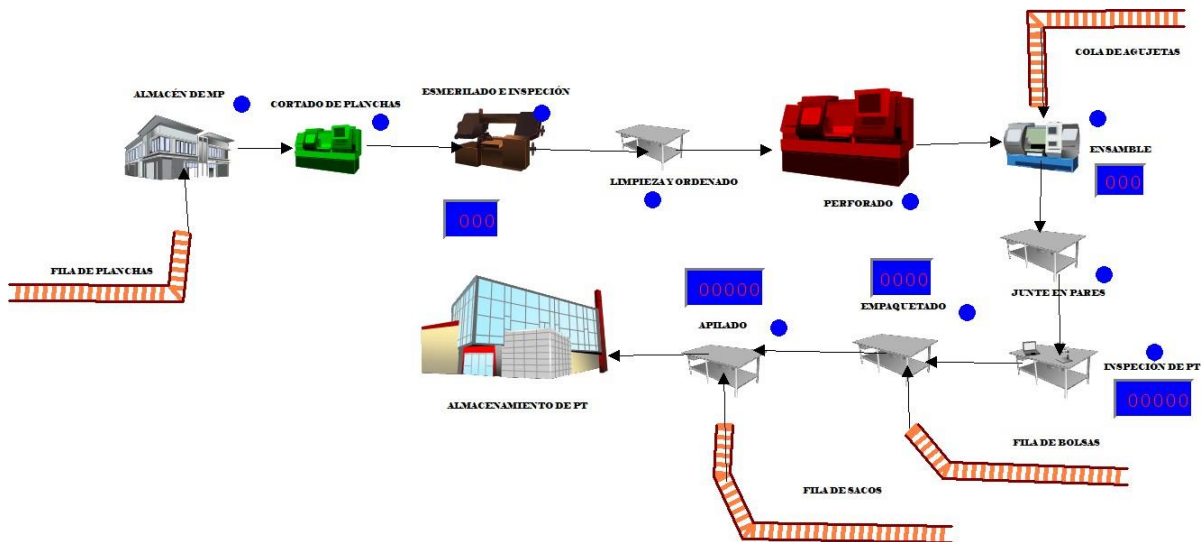 COLA DE AGUJETAS
ALMACÉN DE MP
CORTADO DE PLANCHAS
ESMERILADO E INSPECIÓN
LIMPIEZA Y ORDENADO
PERFORADO
ENSAMBLE
000
000
FILA DE PLANCHAS
JUNTE EN PARES
0000
EMPAQUETADO
00000
APILADO
INSPECIÓN DE PT
00000
ALMACENAMIENTO DE PT
FILA DE BOLSAS
FILA DE SACOS